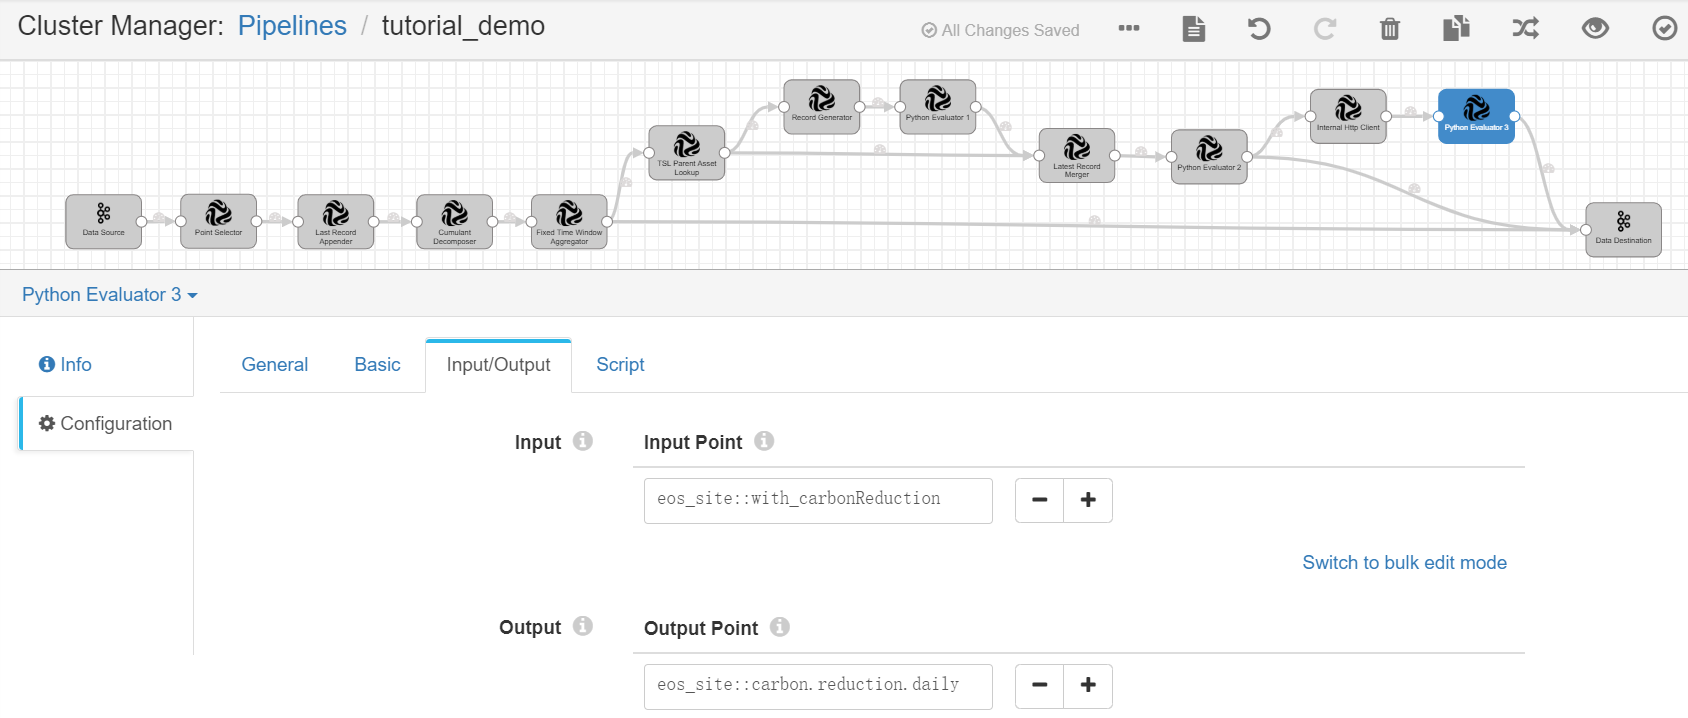 Cluster Manager: Pipelines / tutorial_demo
All Changes Saved
Record Generator
Python Evaluator 1
Internal Http Client
Python Evaluator 3
TSL Parent Asset
Lookup
Latest Record
Merger
Python Evaluator 2
Data Source
Point Selector
Last Record
Appender
Cumulant
Decomposer
Fixed Time Window
Aggregator
Data Destination
Python Evaluator 3
Info
Configuration
General
Basic
Input/Output
Script
Input
Input Point
eos_site::with_carbonReduction
Switch to bulk edit mode
Output
Output Point
eos_site::carbon.reduction.daily